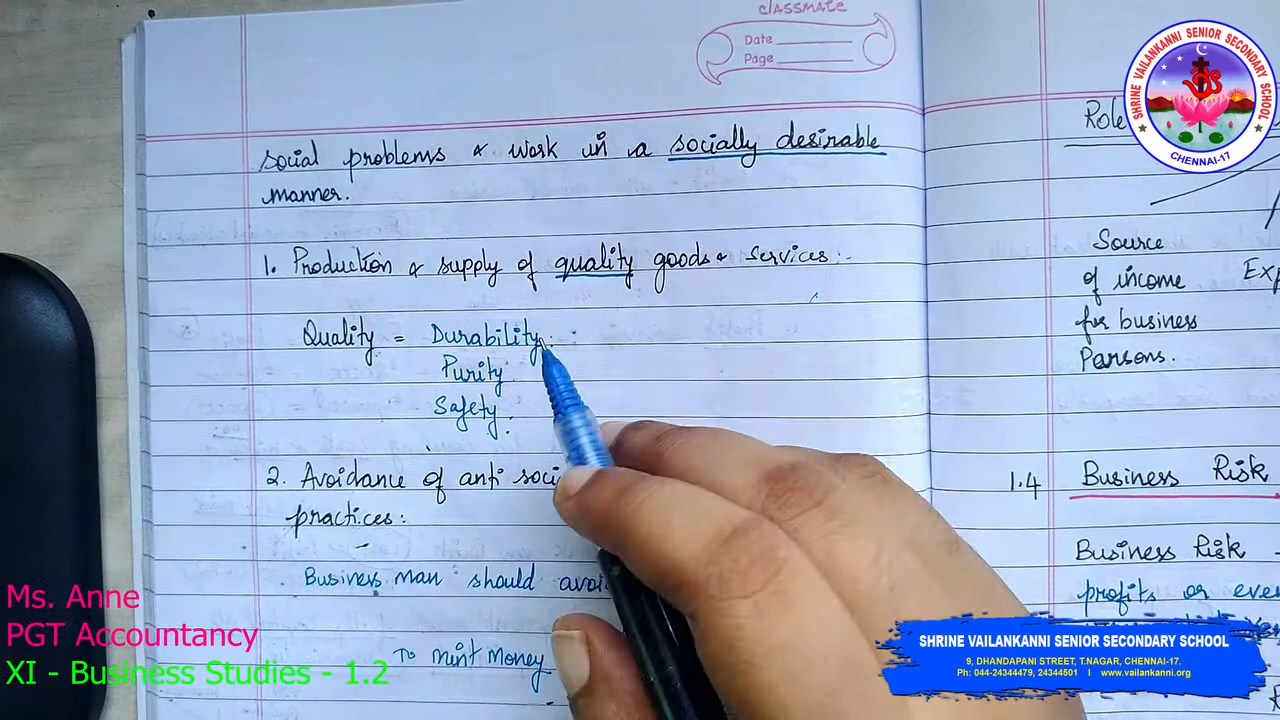 classmate
Date
Page
social problems & work in a socially desirable
manner.
1. Production & supply of quality goods & services:-
Quality = Durability.
Purity
Safety.
2. Avoidance of anti soci
practices:
Business man should avoi
To mint money
Role
Source
of income
for business
Persons.
Exp
1.4 Business Risk
Business Risk -
profits or eve
SHRINE VAILANKANNI SENIOR SECONDARY SCHOOL
CHENNAI-17
Ms. Anne
PGT Accountancy
XI - Business Studies - 1.2
SHRINE VAILANKANNI SENIOR SECONDARY SCHOOL
9, DHANDAPANI STREET, T.NAGAR, CHENNAI-17.
Ph: 044-24344479, 24344501 I www.vailankanni.org